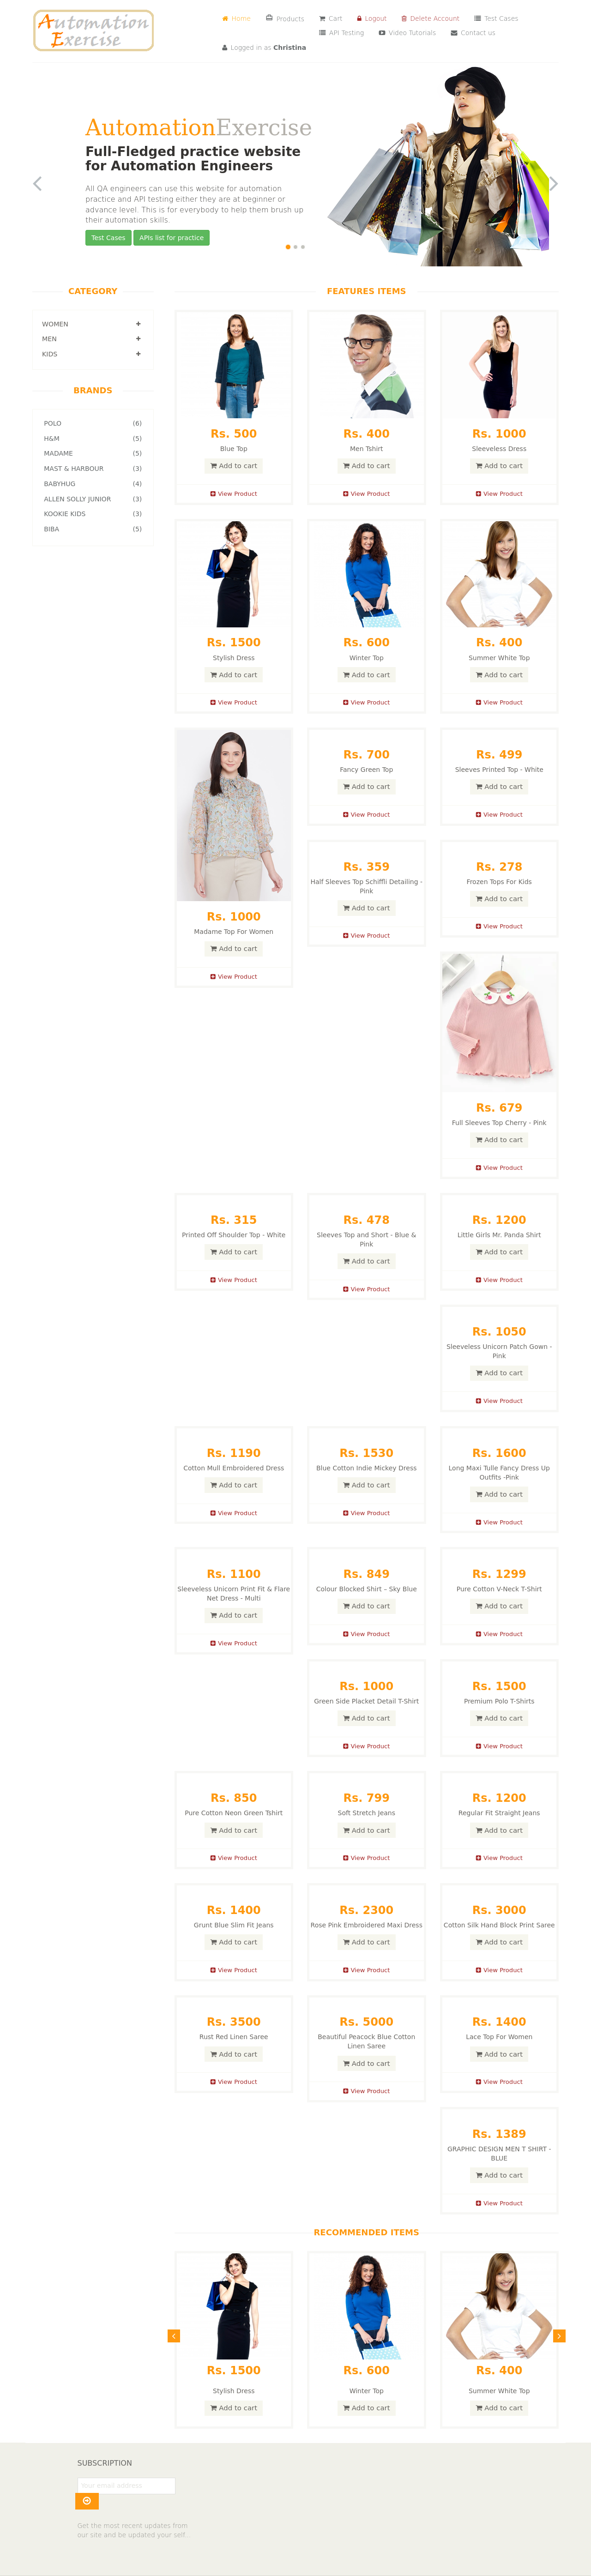 Automation
Exercise
Home
Products
Cart
Logout
Delete Account
Test Cases
API Testing
Video Tutorials
Contact us
Logged in as Christina
AutomationExercise
Full-Fledged practice website
for Automation Engineers
All QA engineers can use this website for automation
practice and API testing either they are at beginner or
advance level. This is for everybody to help them brush up
their automation skills.
Test Cases
APIs list for practice
CATEGORY
WOMEN
MEN
KIDS
BRANDS
POLO (6)
H&M (5)
MADAME (5)
MAST & HARBOUR (3)
BABYHUG (4)
ALLEN SOLLY JUNIOR (3)
KOOKIE KIDS (3)
BIBA (5)
FEATURES ITEMS
Rs. 500
Blue Top
Add to cart
View Product
Rs. 400
Men Tshirt
Add to cart
View Product
Rs. 1000
Sleeveless Dress
Add to cart
View Product
Rs. 1500
Stylish Dress
Add to cart
View Product
Rs. 600
Winter Top
Add to cart
View Product
Rs. 400
Summer White Top
Add to cart
View Product
Rs. 1000
Madame Top For Women
Add to cart
View Product
Rs. 700
Fancy Green Top
Add to cart
View Product
Rs. 499
Sleeves Printed Top - White
Add to cart
View Product
Rs. 359
Half Sleeves Top Schiffli Detailing -
Pink
Add to cart
View Product
Rs. 278
Frozen Tops For Kids
Add to cart
View Product
Rs. 679
Full Sleeves Top Cherry - Pink
Add to cart
View Product
Rs. 315
Printed Off Shoulder Top - White
Add to cart
View Product
Rs. 478
Sleeves Top and Short - Blue &
Pink
Add to cart
View Product
Rs. 1200
Little Girls Mr. Panda Shirt
Add to cart
View Product
Rs. 1050
Sleeveless Unicorn Patch Gown -
Pink
Add to cart
View Product
Rs. 1190
Cotton Mull Embroidered Dress
Add to cart
View Product
Rs. 1530
Blue Cotton Indie Mickey Dress
Add to cart
View Product
Rs. 1600
Long Maxi Tulle Fancy Dress Up
Outfits -Pink
Add to cart
View Product
Rs. 1100
Sleeveless Unicorn Print Fit & Flare
Net Dress - Multi
Add to cart
View Product
Rs. 849
Colour Blocked Shirt – Sky Blue
Add to cart
View Product
Rs. 1299
Pure Cotton V-Neck T-Shirt
Add to cart
View Product
Rs. 1000
Green Side Placket Detail T-Shirt
Add to cart
View Product
Rs. 1500
Premium Polo T-Shirts
Add to cart
View Product
Rs. 850
Pure Cotton Neon Green Tshirt
Add to cart
View Product
Rs. 799
Soft Stretch Jeans
Add to cart
View Product
Rs. 1200
Regular Fit Straight Jeans
Add to cart
View Product
Rs. 1400
Grunt Blue Slim Fit Jeans
Add to cart
View Product
Rs. 2300
Rose Pink Embroidered Maxi Dress
Add to cart
View Product
Rs. 3000
Cotton Silk Hand Block Print Saree
Add to cart
View Product
Rs. 3500
Rust Red Linen Saree
Add to cart
View Product
Rs. 5000
Beautiful Peacock Blue Cotton
Linen Saree
Add to cart
View Product
Rs. 1400
Lace Top For Women
Add to cart
View Product
Rs. 1389
GRAPHIC DESIGN MEN T SHIRT -
BLUE
Add to cart
View Product
RECOMMENDED ITEMS
Rs. 1500
Stylish Dress
Add to cart
Rs. 600
Winter Top
Add to cart
Rs. 400
Summer White Top
Add to cart
SUBSCRIPTION
Your email address
Get the most recent updates from
our site and be updated your self..